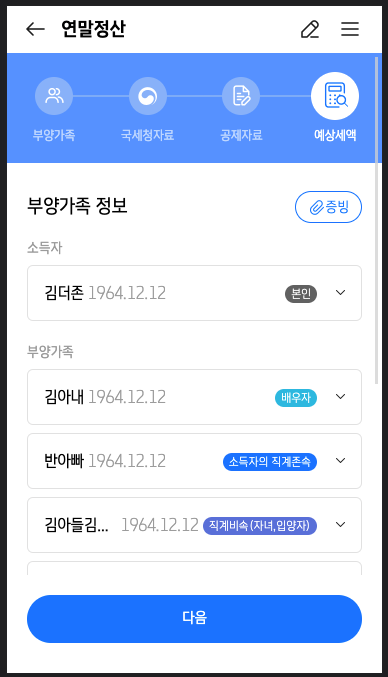 연말정산
부양가족 국세청자료 공제자료 예상세액
부양가족 정보 증빙
소득자
김더존 1964.12.12 본인
부양가족
김아내 1964.12.12 배우자
반아빠 1964.12.12 소득자의 직계존속
김아들김... 1964.12.12 직계비속(자녀,입양자)
다음